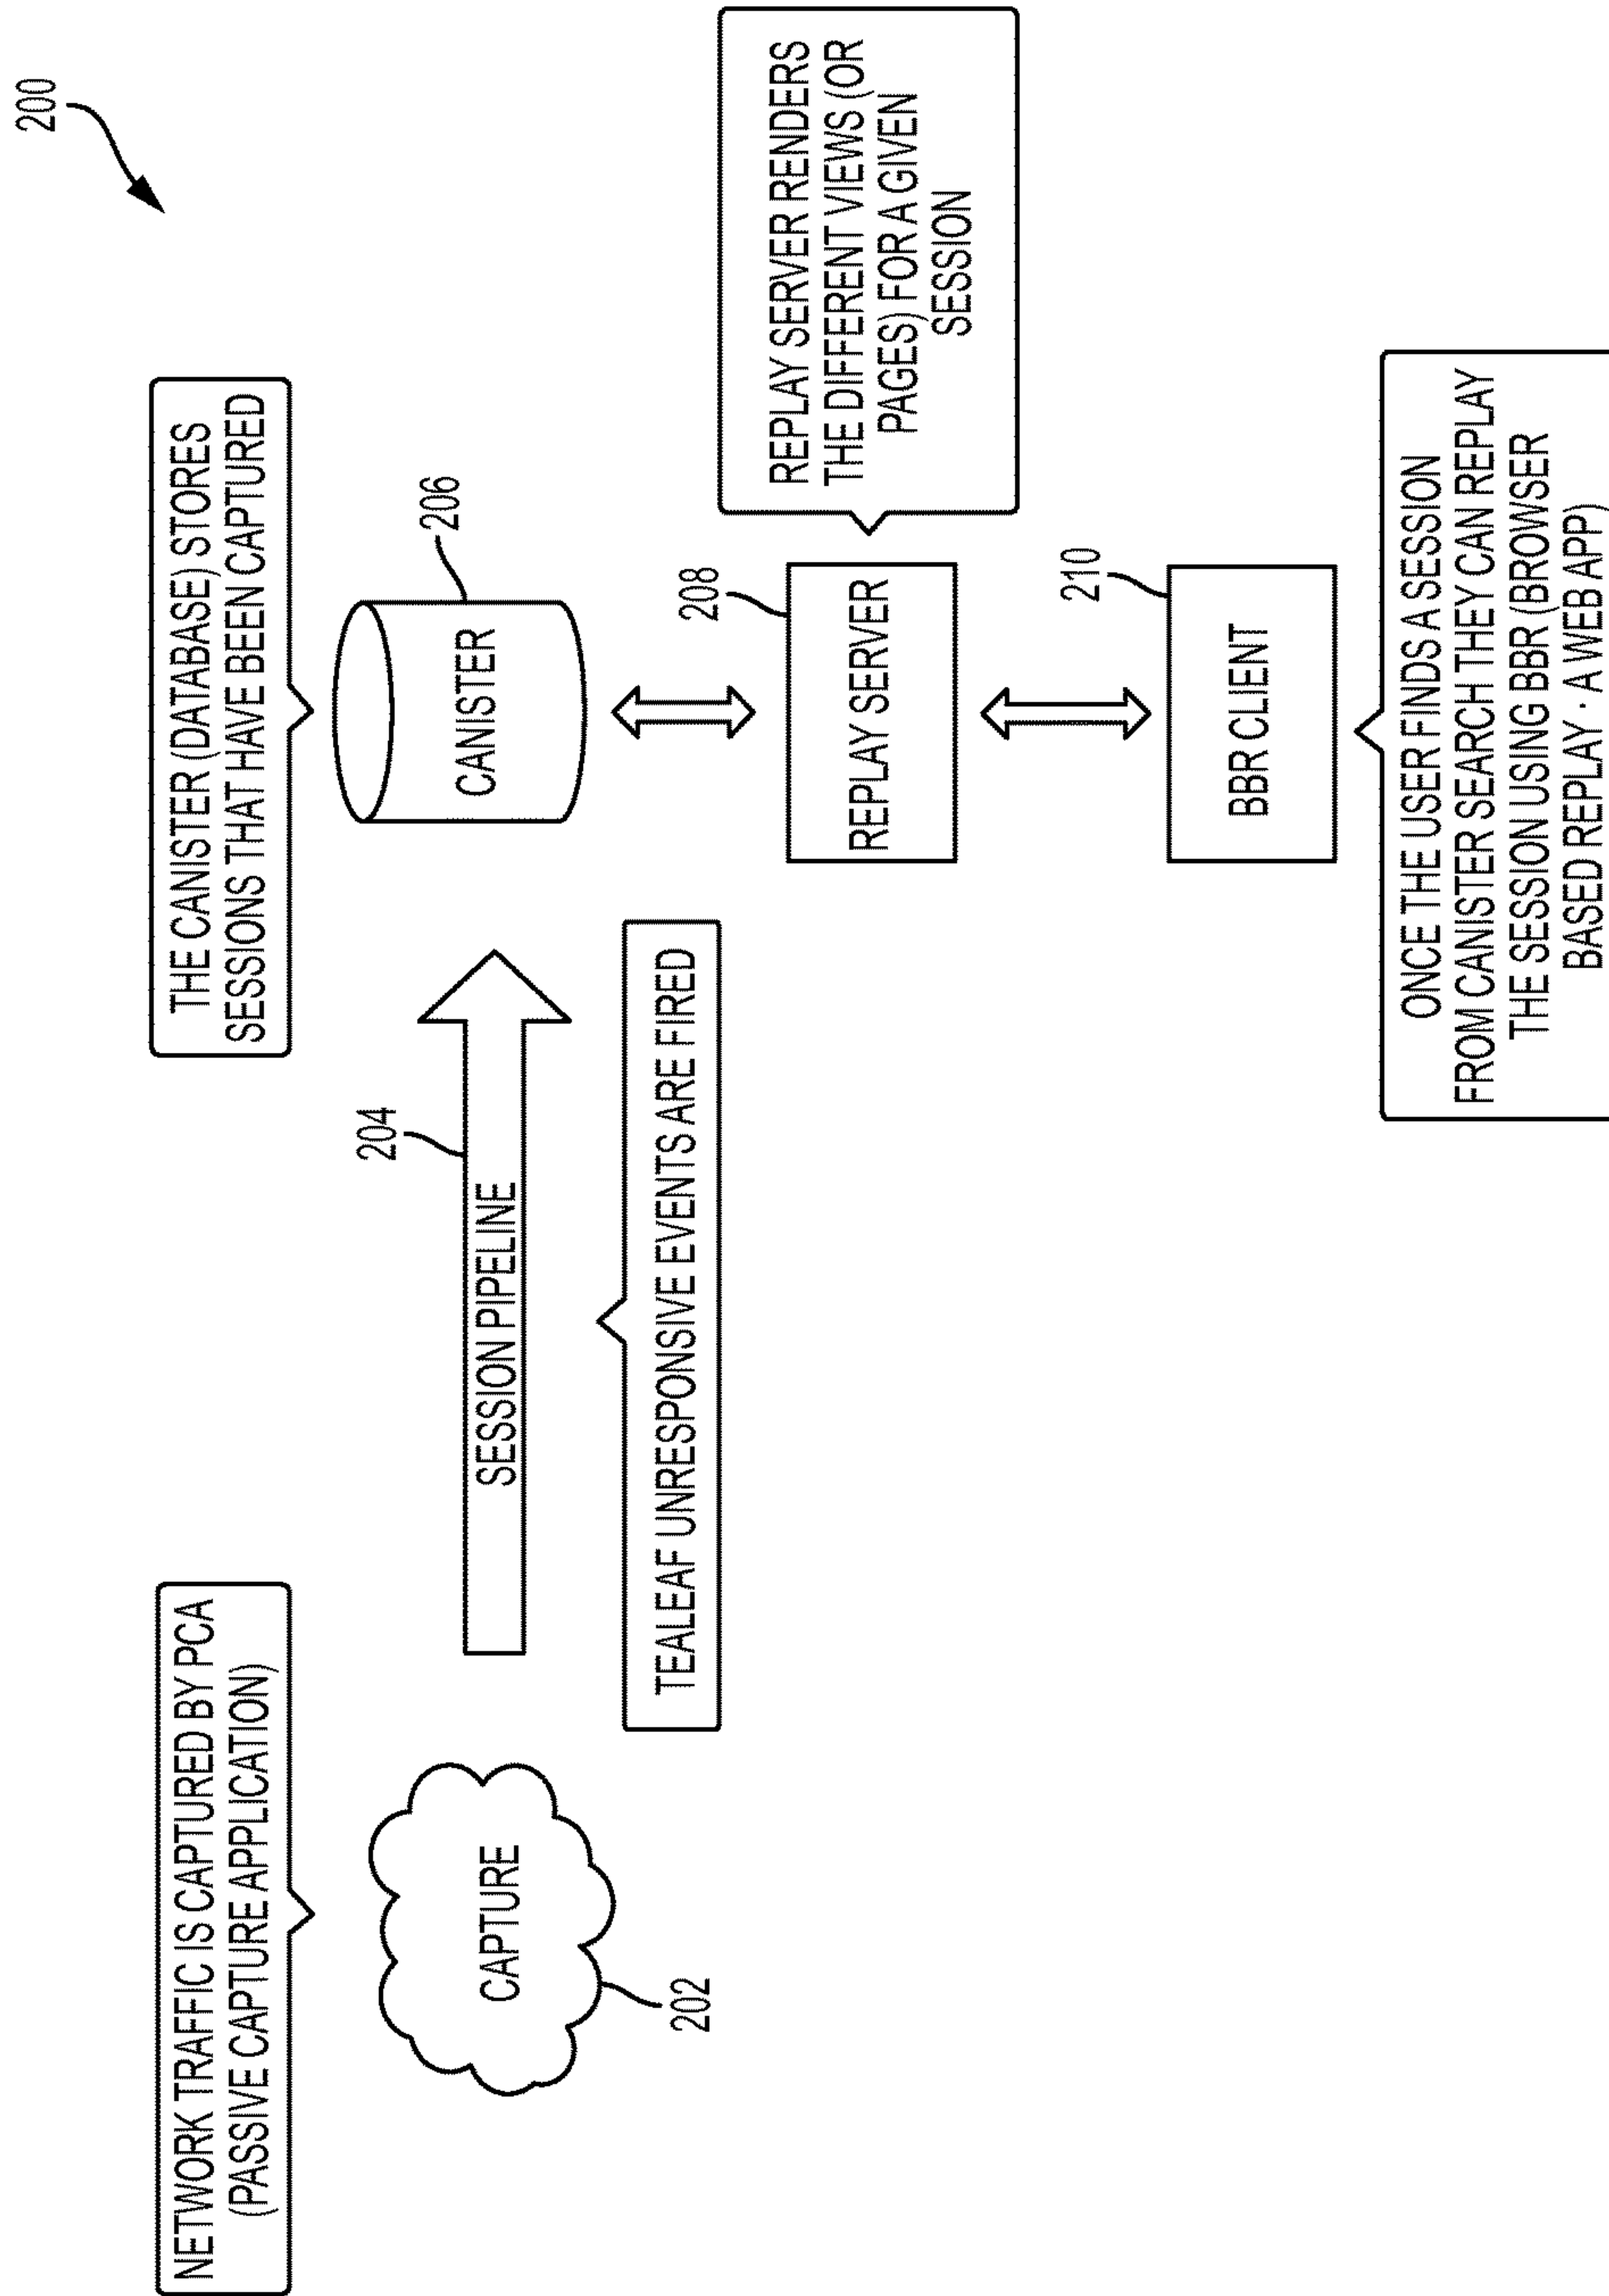 200
NETWORK TRAFFIC IS CAPTURED BY PCA
(PASSIVE CAPTURE APPLICATION)
THE CANISTER (DATABASE) STORES
SESSIONS THAT HAVE BEEN CAPTURED
CAPTURE
202
SESSION PIPELINE
204
TEALEAF UNRESPONSIVE EVENTS ARE FIRED
CANISTER
206
REPLAY SERVER
208
REPLAY SERVER RENDERS
THE DIFFERENT VIEWS (OR
PAGES) FOR A GIVEN
SESSION
BBR CLIENT
210
ONCE THE USER FINDS A SESSION
FROM CANISTER SEARCH THEY CAN REPLAY
THE SESSION USING BBR (BROWSER
BASED REPLAY · A WEB APP)